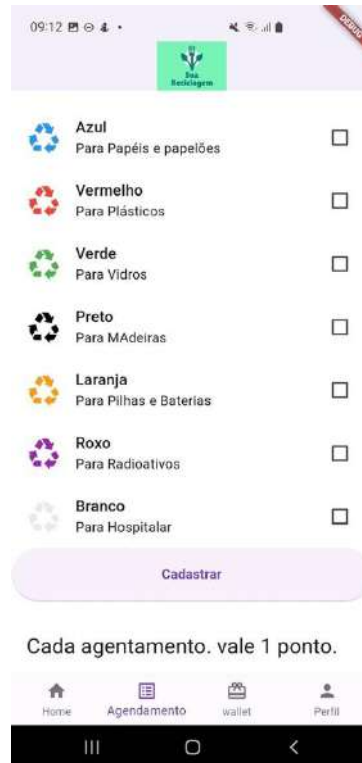 09:12
DEBUG
Sua
Reciclagem
Azul
Para Papéis e papelões
Vermelho
Para Plásticos
Verde
Para Vidros
Preto
Para MAdeiras
Laranja
Para Pilhas e Baterias
Roxo
Para Radioativos
Branco
Para Hospitalar
Cadastrar
Cada agentamento. vale 1 ponto.
Home Agendamento wallet Perfil